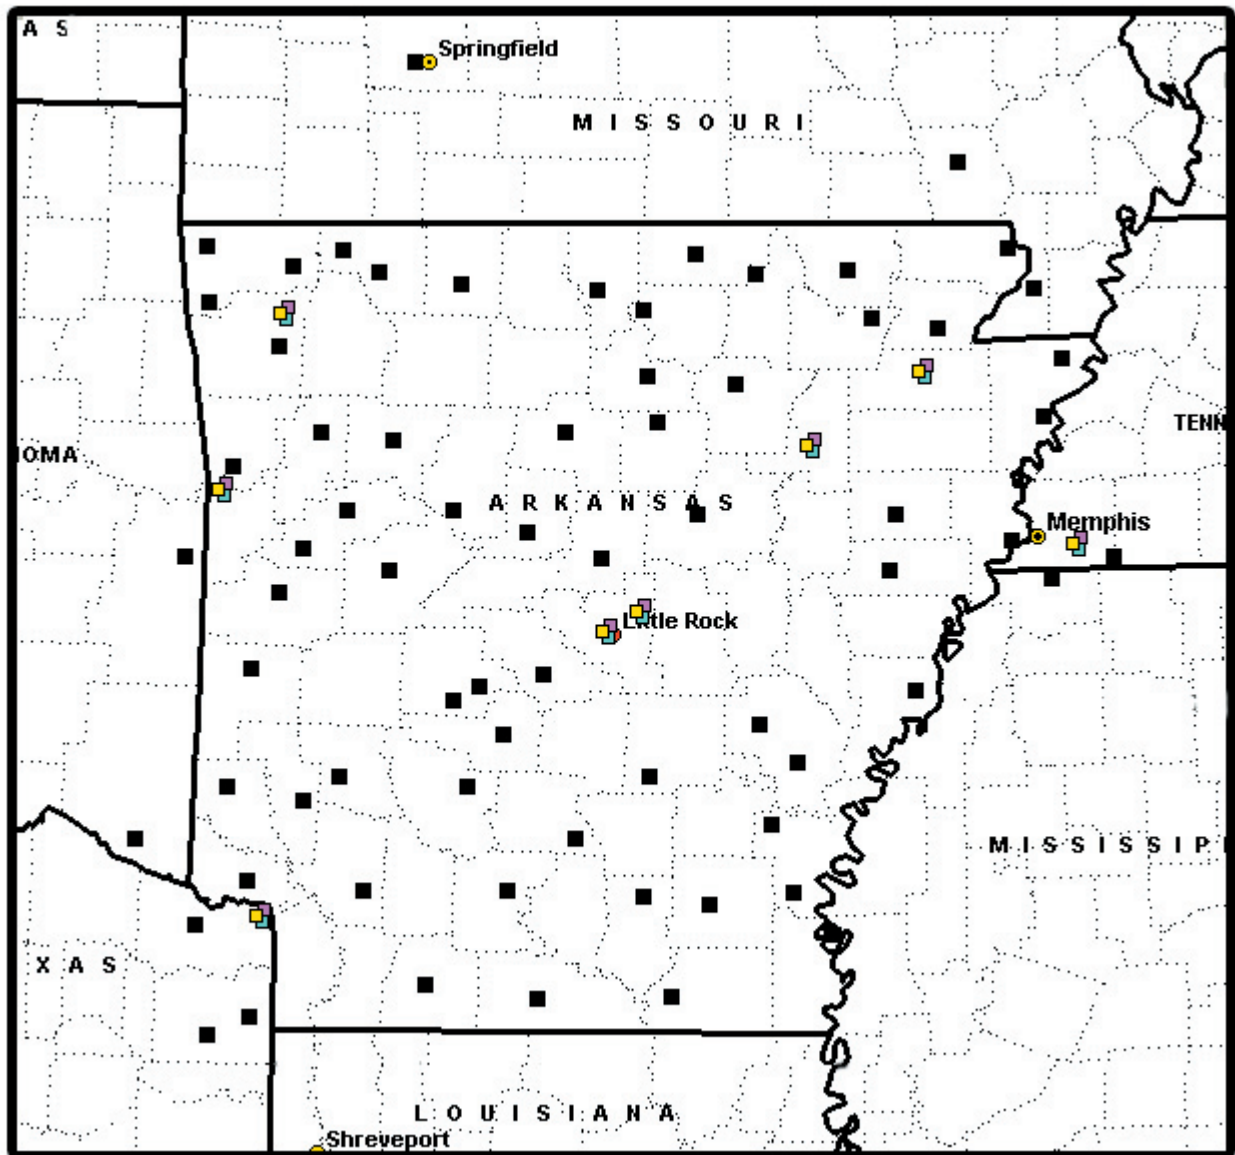 A S
Springfield
M I S S O U R I
TENN
OMA
A R K A N S A S
Memphis
Little Rock
M I S S I S S I P
X A S
L O U I S I A N A
Shreveport